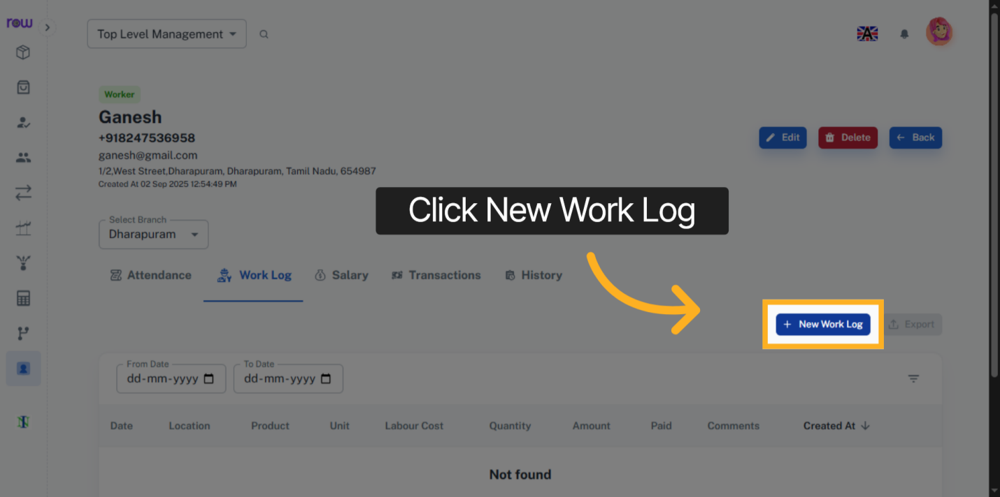 row
Top Level Management
Worker
Ganesh
+918247536958
Edit
Delete
Back
ganesh@gmail.com
1/2,West Street,Dharapuram, Dharapuram, Tamil Nadu, 654987
Created At 02 Sep 2025 12:54:49 PM
Click New Work Log
Select Branch
Dharapuram
Attendance
Work Log
Salary
Transactions
History
+ New Work Log
Export
From Date
To Date
dd-mm-yyyy
dd-mm-yyyy
Date Location Product Unit Labour Cost Quantity Amount Paid Comments Created At
Not found